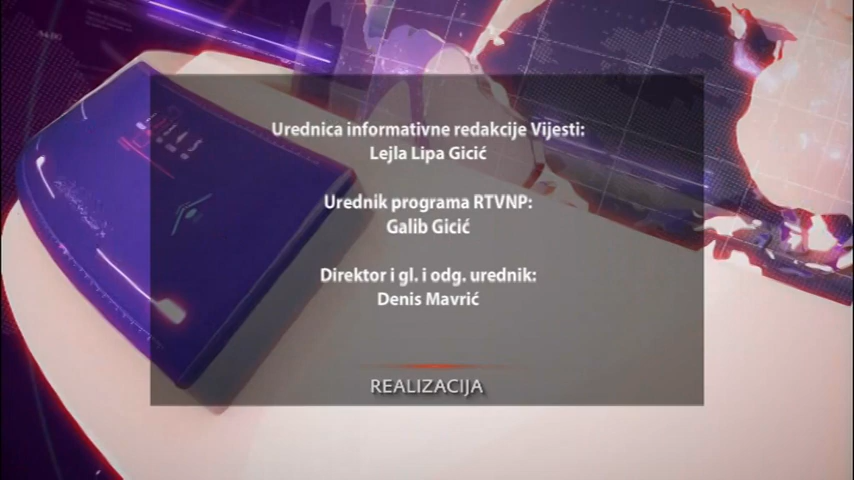 Urednica informativne redakcije Vijesti:
Lejla Lipa Gicić
Urednik programa RTVNP:
Galib Gicić
Direktor i gl. i odg. urednik:
Denis Mavrić
REALIZACIJA